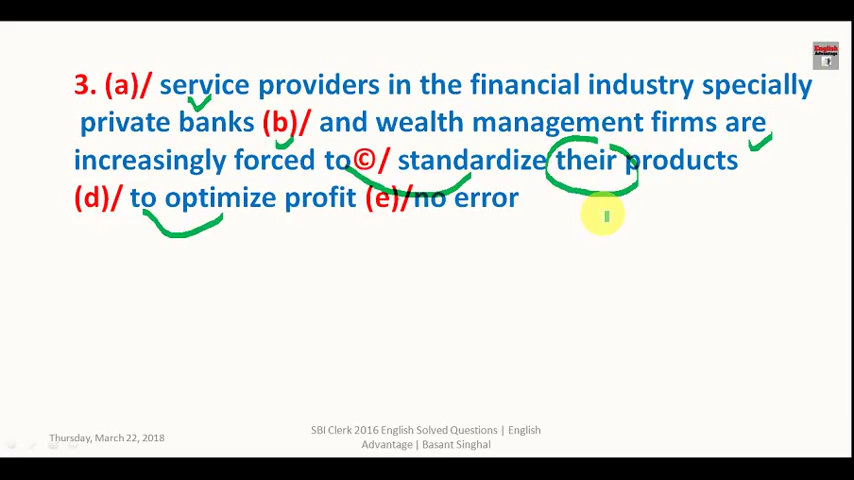 English
Advantage
3. (a)/ service providers in the financial industry specially
private banks (b)/ and wealth management firms are
increasingly forced to©/ standardize their products
(d)/ to optimize profit (e)/no error
Thursday, March 22, 2018
SBI Clerk 2016 English Solved Questions | English
Advantage | Basant Singhal